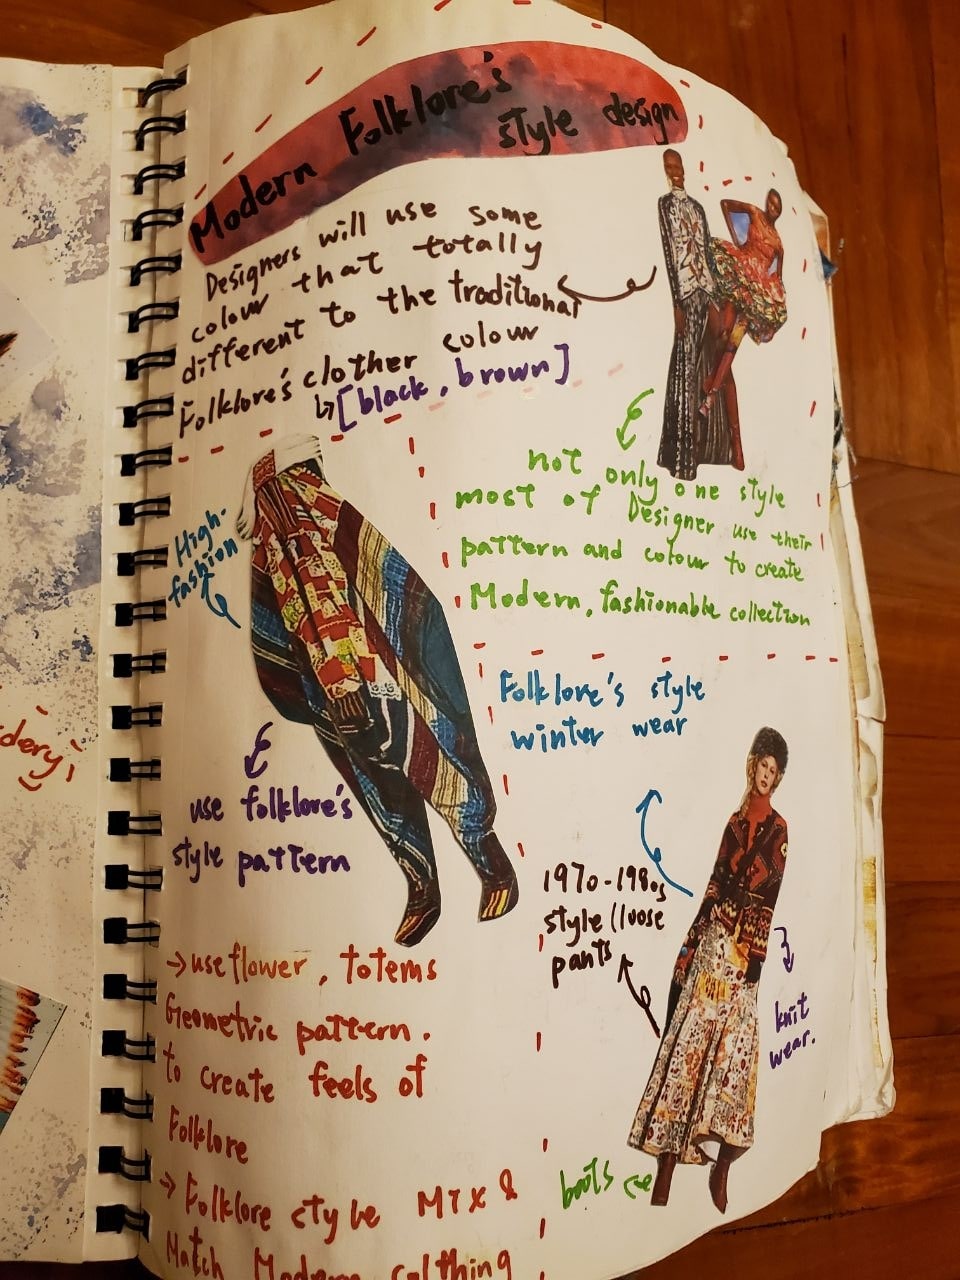 Modern Folklore's
style design
Designers will use some
colour that totally
different to the traditional
Folklore's clother colour
↳[black, brown]
not only one style
most of Designer use their
pattern and colour to create
Modern, fashionable collection
High-
fashion
use folklore's
style pattern
Folklore's style
winter wear
1970-1980s
style (loose
pants
knit
wear.
boots
→use flower, totems
Geometric pattern.
to create feels of
Folklore
→ Folklore style Mix &
Match Modern colthing
dery;